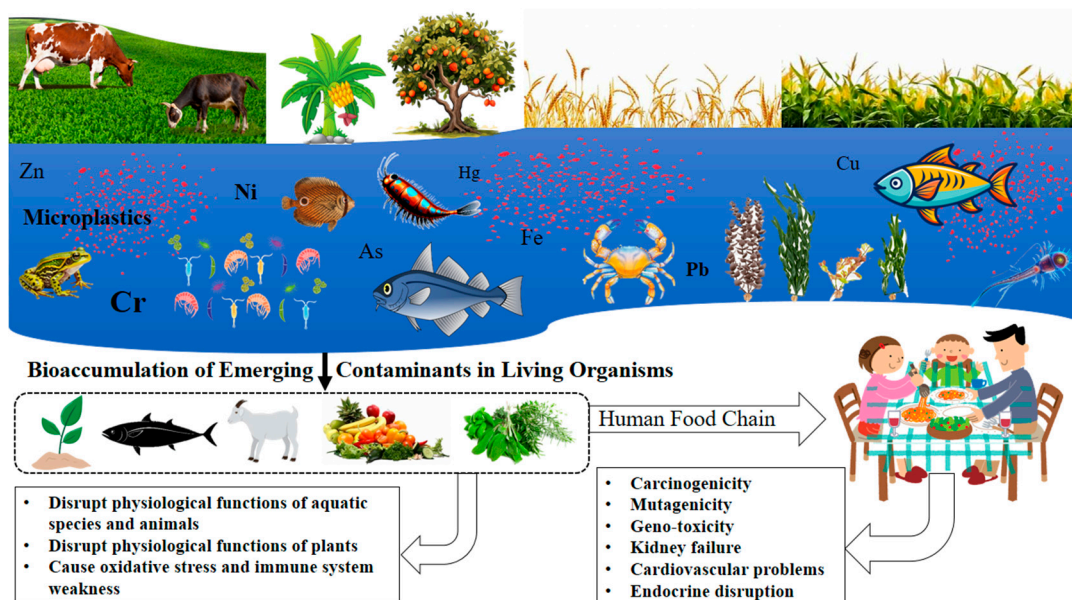 Zn
Microplastics
Ni
Hg
Cu
As
Fe
Pb
Cr
Bioaccumulation of Emerging Contaminants in Living Organisms
Human Food Chain
• Disrupt physiological functions of aquatic
species and animals
• Disrupt physiological functions of plants
• Cause oxidative stress and immune system
weakness
• Carcinogenicity
• Mutagenicity
• Geno-toxicity
• Kidney failure
• Cardiovascular problems
• Endocrine disruption